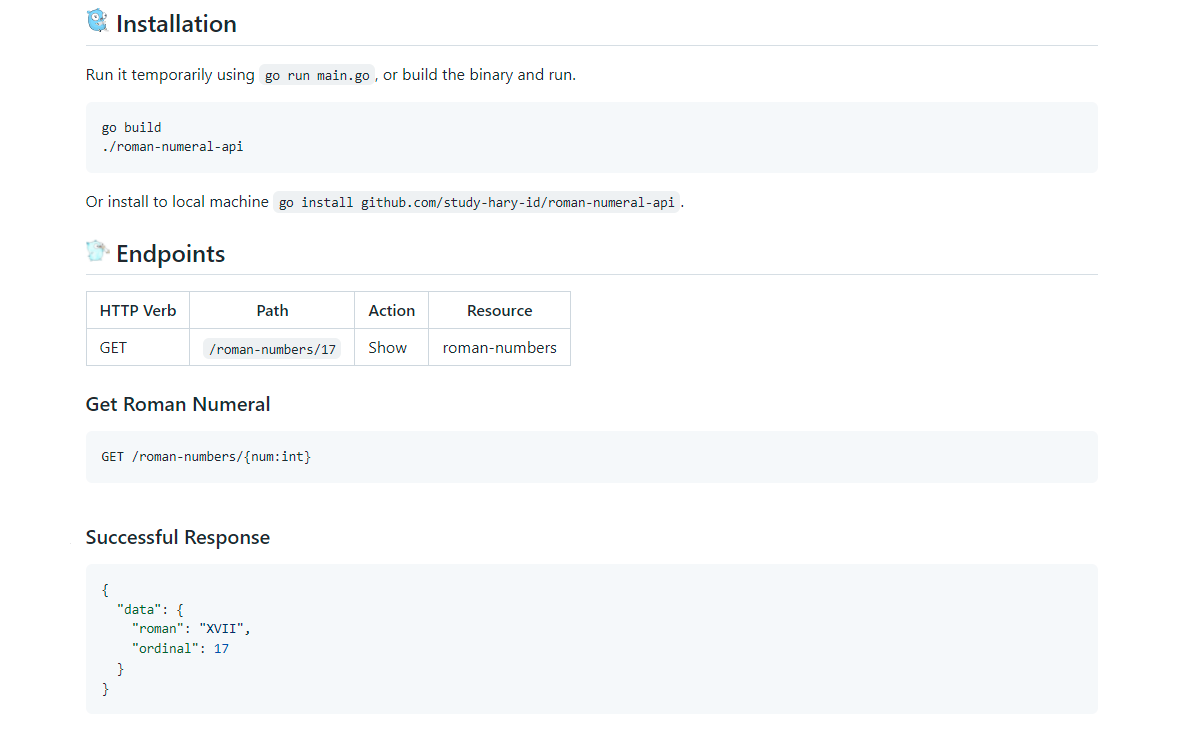 Installation
Run it temporarily using go run main.go, or build the binary and run.
go build
./roman-numeral-api
Or install to local machine go install github.com/study-hary-id/roman-numeral-api.
Endpoints
HTTP Verb Path Action Resource
GET /roman-numbers/17 Show roman-numbers
Get Roman Numeral
GET /roman-numbers/{num:int}
Successful Response
{
  "data": {
    "roman": "XVII",
    "ordinal": 17
  }
}